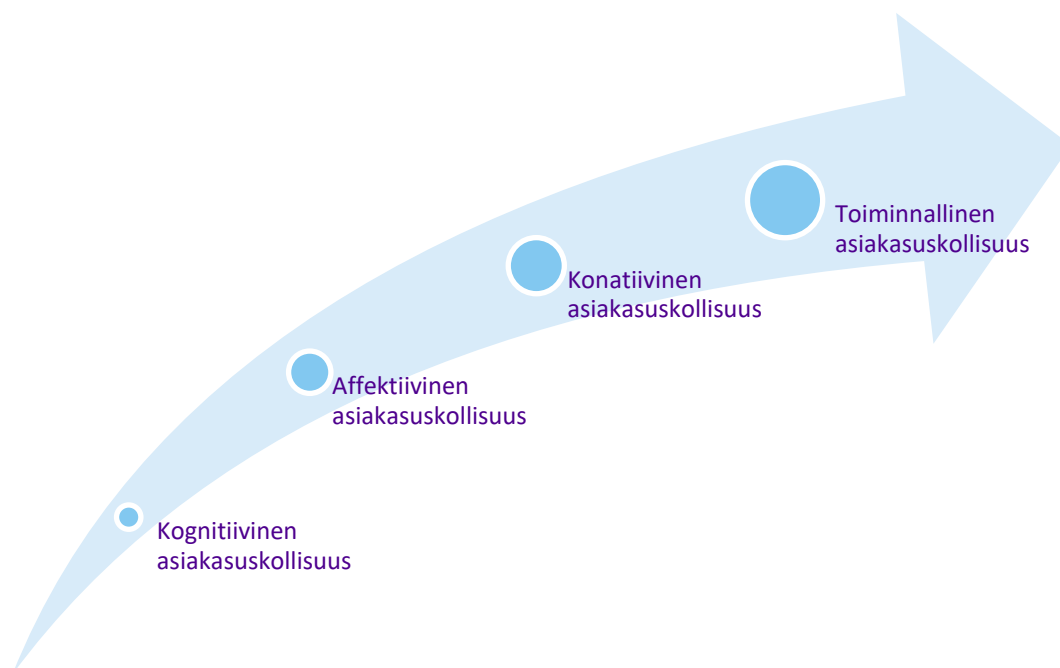 Toiminnallinen
asiakasuskollisuus
Konatiivinen
asiakasuskollisuus
Affektiivinen
asiakasuskollisuus
Kognitiivinen
asiakasuskollisuus